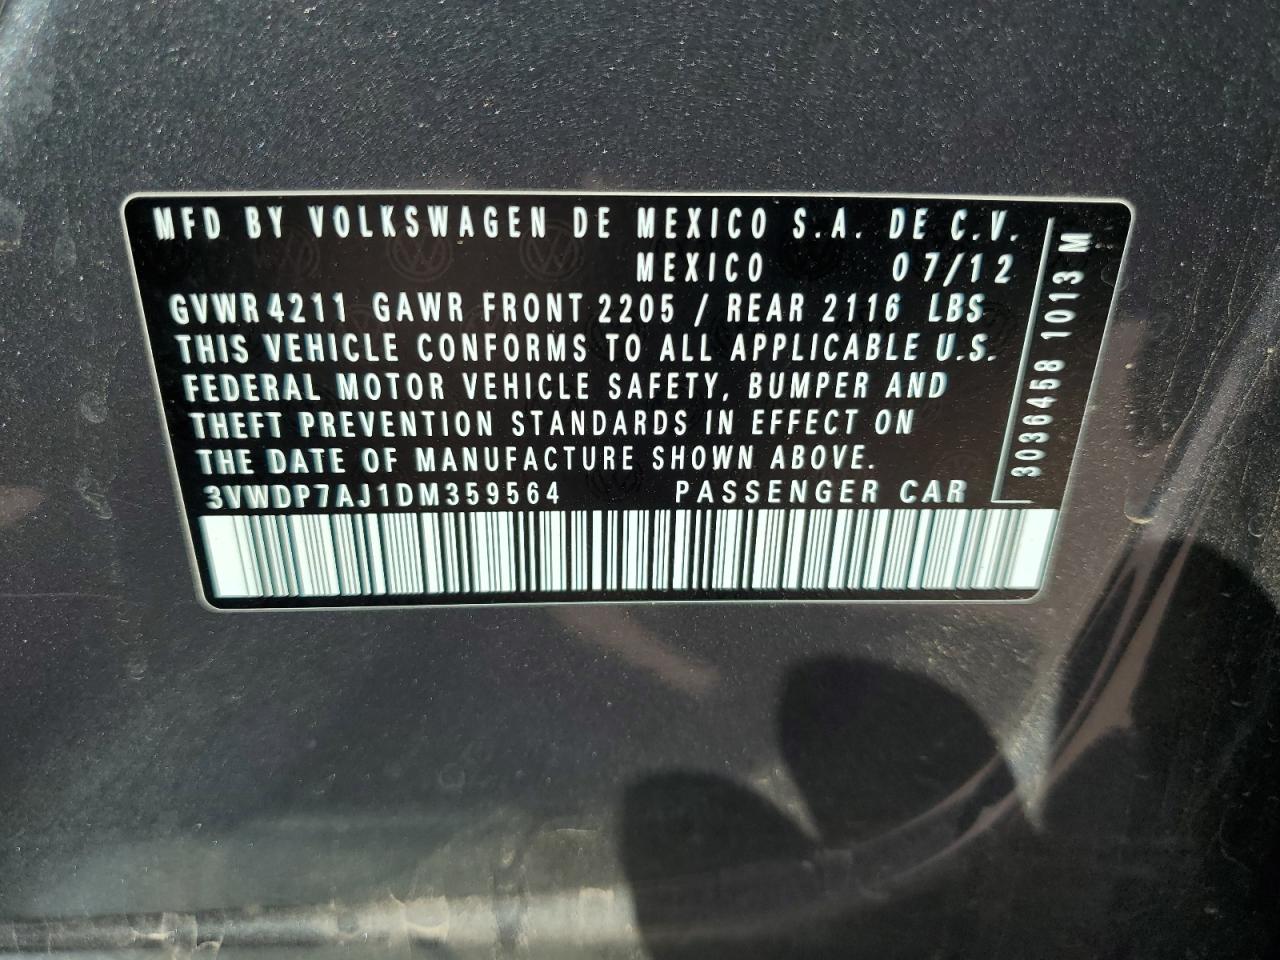 MFD BY VOLKSWAGEN DE MEXICO S.A. DE C.V.
MEXICO 07/12
GVWR 4211 GAWR FRONT 2205 / REAR 2116 LBS
THIS VEHICLE CONFORMS TO ALL APPLICABLE U.S.
FEDERAL MOTOR VEHICLE SAFETY, BUMPER AND
THEFT PREVENTION STANDARDS IN EFFECT ON
THE DATE OF MANUFACTURE SHOWN ABOVE.
3VWDP7AJ1DM359564 PASSENGER CAR
3036458 1013 M